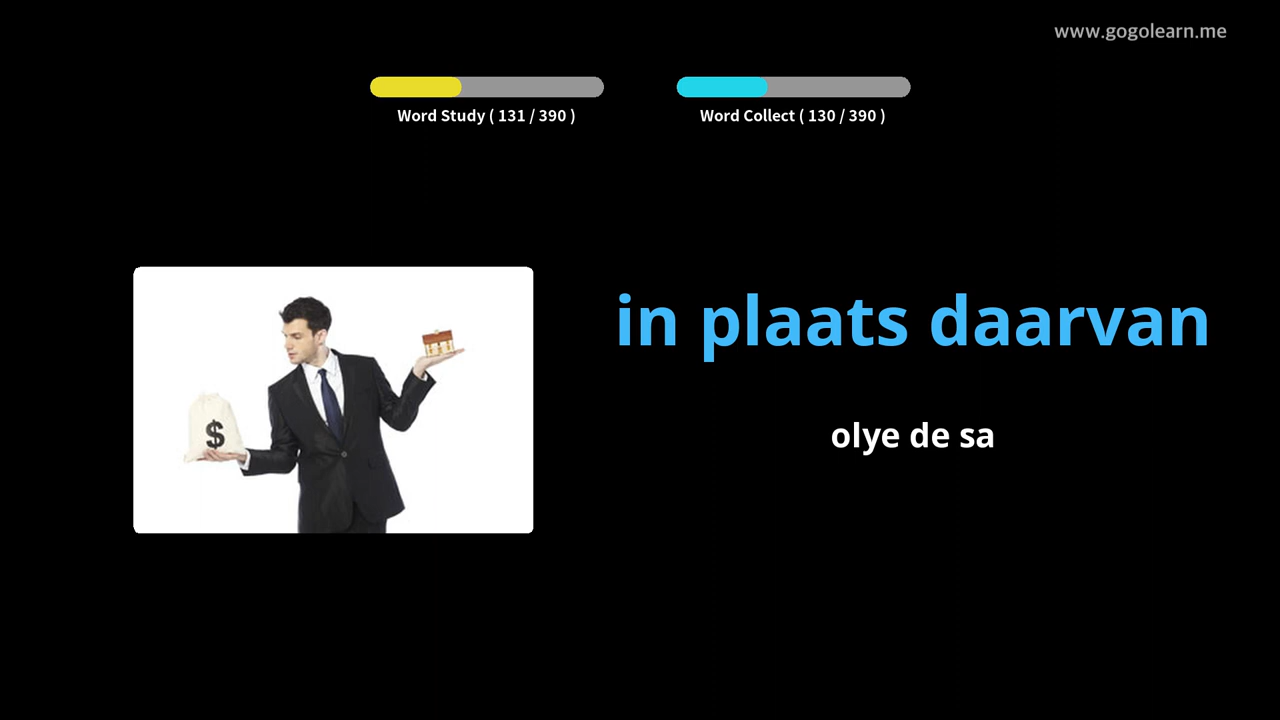 www.gogolearn.me
Word Study ( 131 / 390 )
Word Collect ( 130 / 390 )
in plaats daarvan
olye de sa
$